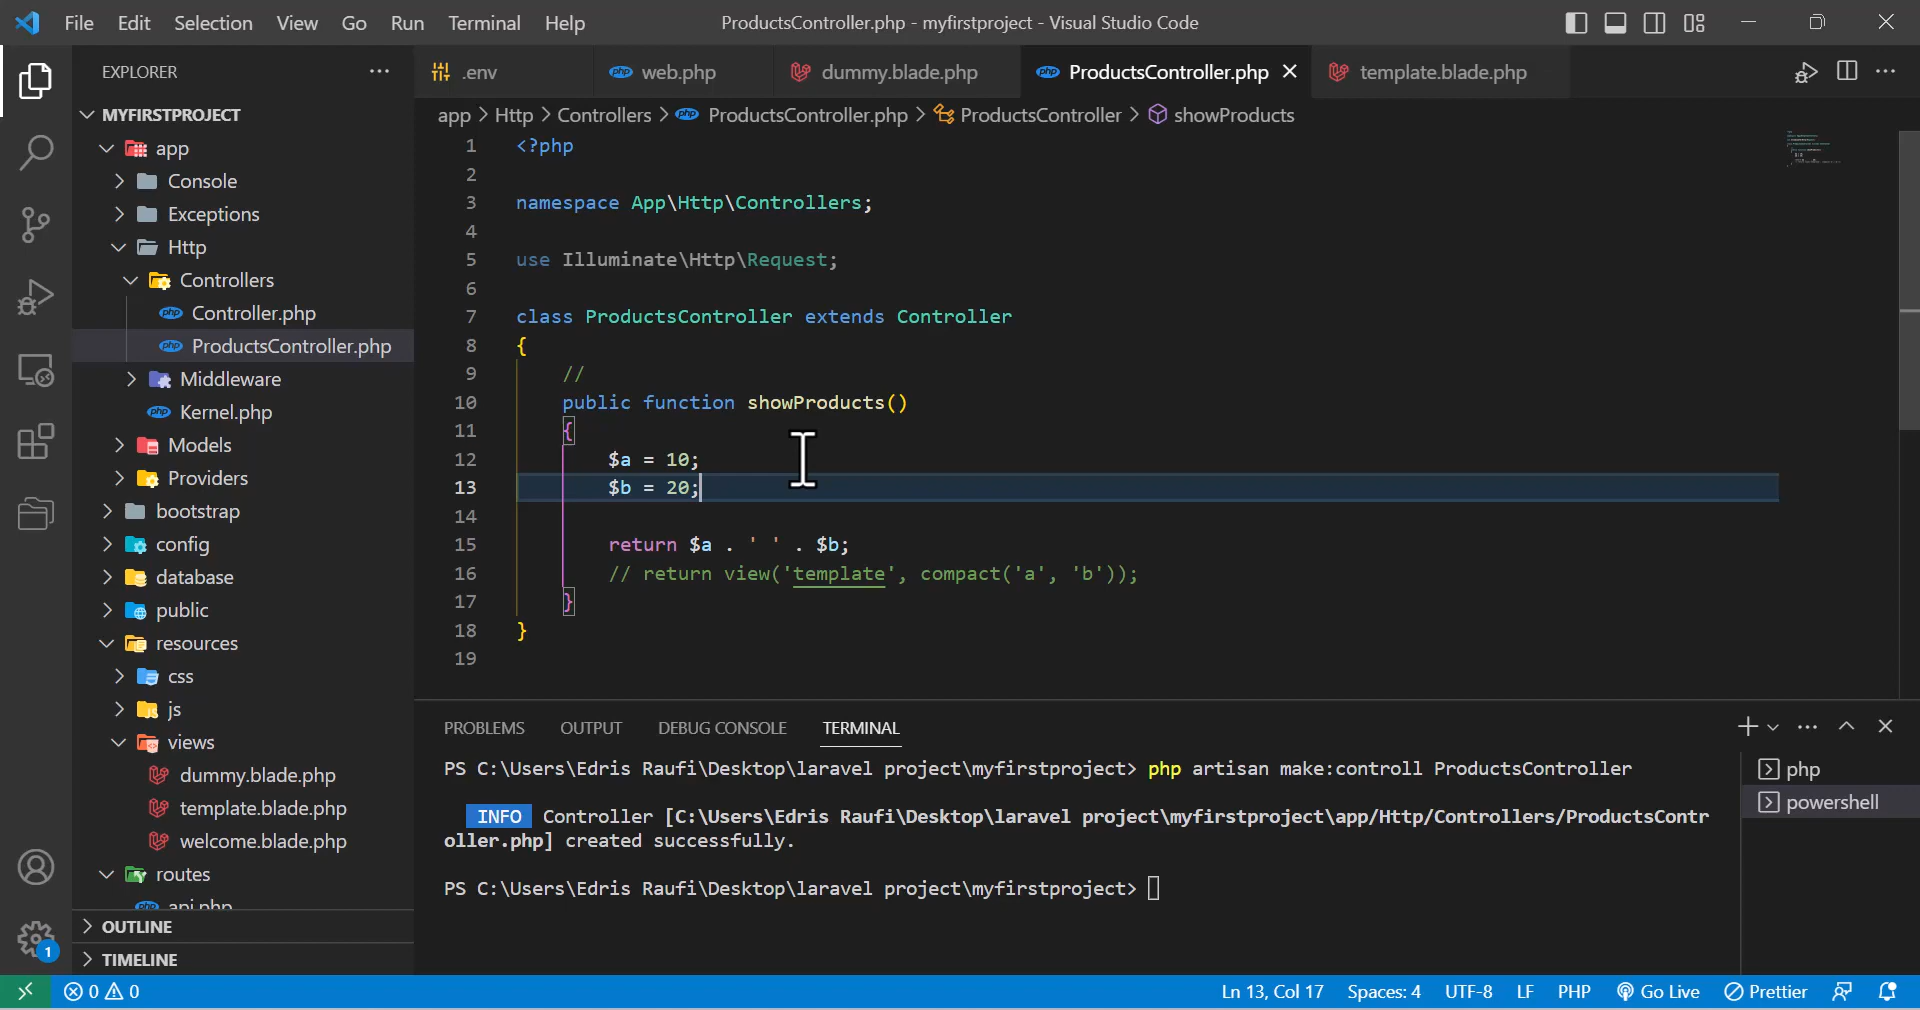 File Edit Selection View Go Run Terminal Help
ProductsController.php - myfirstproject - Visual Studio Code
EXPLORER
.env
web.php
dummy.blade.php
ProductsController.php
template.blade.php
MYFIRSTPROJECT
app
Console
Exceptions
Http
Controllers
Controller.php
ProductsController.php
Middleware
Kernel.php
Models
Providers
bootstrap
config
database
public
resources
css
js
views
dummy.blade.php
template.blade.php
welcome.blade.php
routes
api.php
OUTLINE
TIMELINE
app > Http > Controllers > ProductsController.php > ProductsController > showProducts
1 <?php
2
3 namespace App\Http\Controllers;
4
5 use Illuminate\Http\Request;
6
7 class ProductsController extends Controller
8 {
9 //
10 public function showProducts()
11 {
12 $a = 10;
13 $b = 20;
14
15 return $a . ' ' . $b;
16 // return view('template', compact('a', 'b'));
17 }
18 }
19
PROBLEMS OUTPUT DEBUG CONSOLE TERMINAL
PS C:\Users\Edris Raufi\Desktop\laravel project\myfirstproject> php artisan make:controll ProductsController
INFO Controller [C:\Users\Edris Raufi\Desktop\laravel project\myfirstproject\app/Http/Controllers/ProductsContr
oller.php] created successfully.
PS C:\Users\Edris Raufi\Desktop\laravel project\myfirstproject>
php
powershell
1
0 0
Ln 13, Col 17 Spaces: 4 UTF-8 LF PHP Go Live Prettier